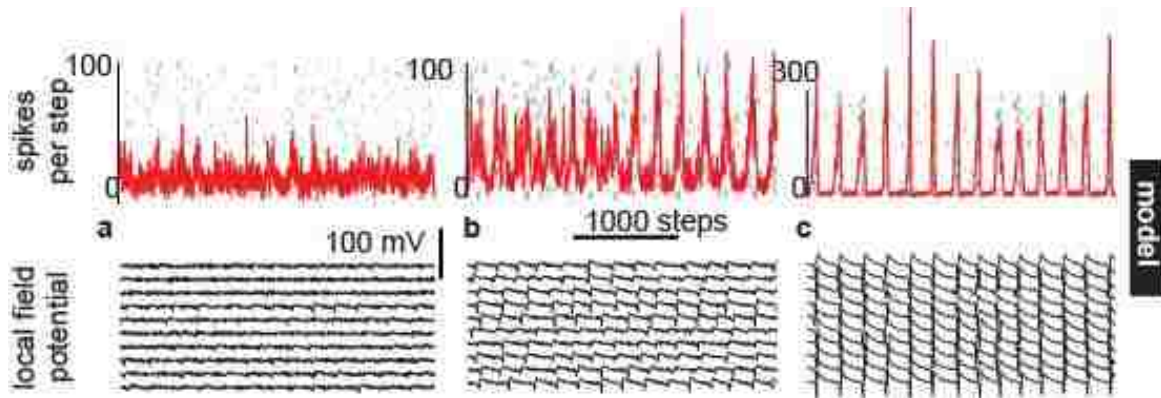 100
100
300
spikes
per step
0
0
0
a
100 mV
b
1000 steps
c
model
local field
potential